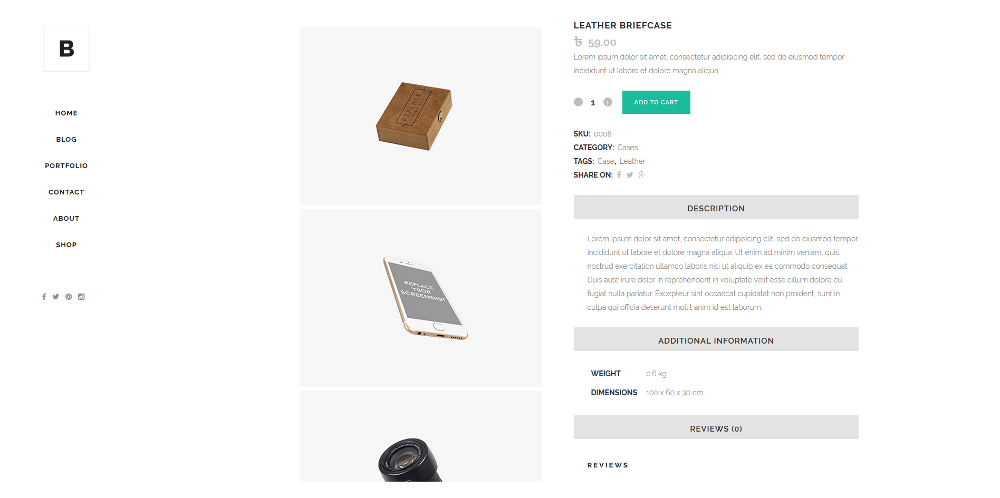 B
HOME
BLOG
PORTFOLIO
CONTACT
ABOUT
SHOP
REPLACE
YOUR
REPLACE
YOUR
SCREENSHOT
LEATHER BRIEFCASE
৳ 59.00
Lorem ipsum dolor sit amet, consectetur adipisicing elit, sed do eiusmod tempor
incididunt ut labore et dolore magna aliqua.
- 1 +
ADD TO CART
SKU: 0008
CATEGORY: Cases
TAGS: Case, Leather
SHARE ON:
DESCRIPTION
Lorem ipsum dolor sit amet, consectetur adipisicing elit, sed do eiusmod tempor
incididunt ut labore et dolore magna aliqua. Ut enim ad minim veniam, quis
nostrud exercitation ullamco laboris nisi ut aliquip ex ea commodo consequat.
Duis aute irure dolor in reprehenderit in voluptate velit esse cillum dolore eu
fugiat nulla pariatur. Excepteur sint occaecat cupidatat non proident, sunt in
culpa qui officia deserunt mollit anim id est laborum.
ADDITIONAL INFORMATION
WEIGHT 0.6 kg
DIMENSIONS 100 x 60 x 30 cm
REVIEWS (0)
REVIEWS